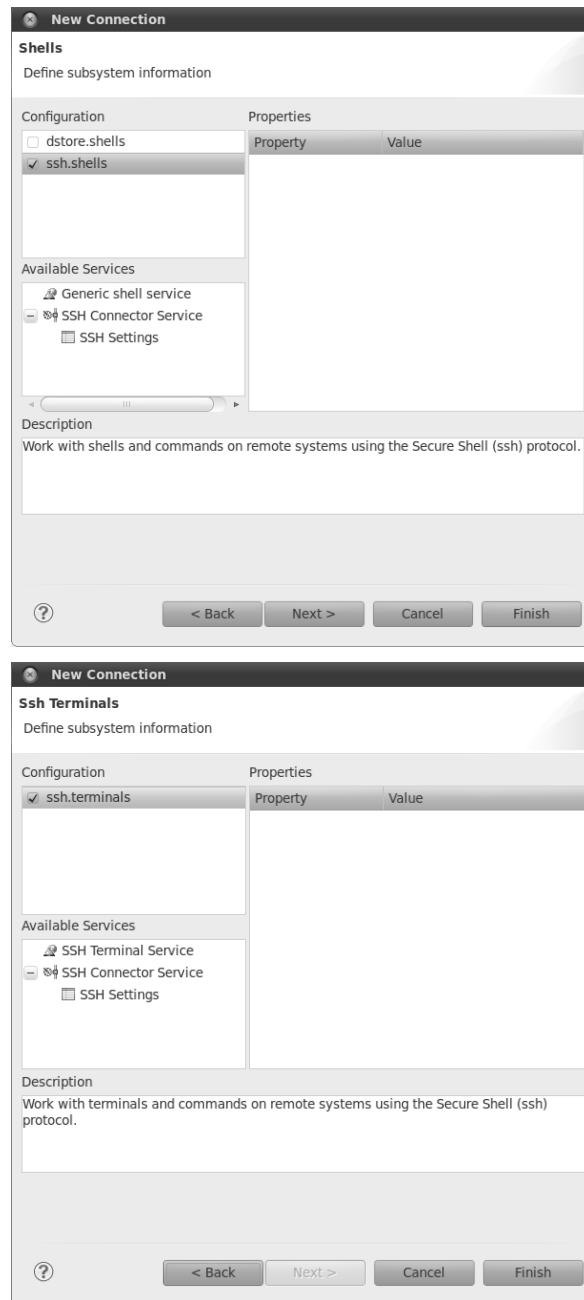 New Connection
Shells
Define subsystem information
Configuration
dstore.shells
ssh.shells
Available Services
Generic shell service
SSH Connector Service
SSH Settings
Properties
Property Value
Description
Work with shells and commands on remote systems using the Secure Shell (ssh) protocol.
? < Back Next > Cancel Finish
New Connection
Ssh Terminals
Define subsystem information
Configuration
ssh.terminals
Available Services
SSH Terminal Service
SSH Connector Service
SSH Settings
Properties
Property Value
Description
Work with terminals and commands on remote systems using the Secure Shell (ssh)
protocol.
? < Back Next > Cancel Finish